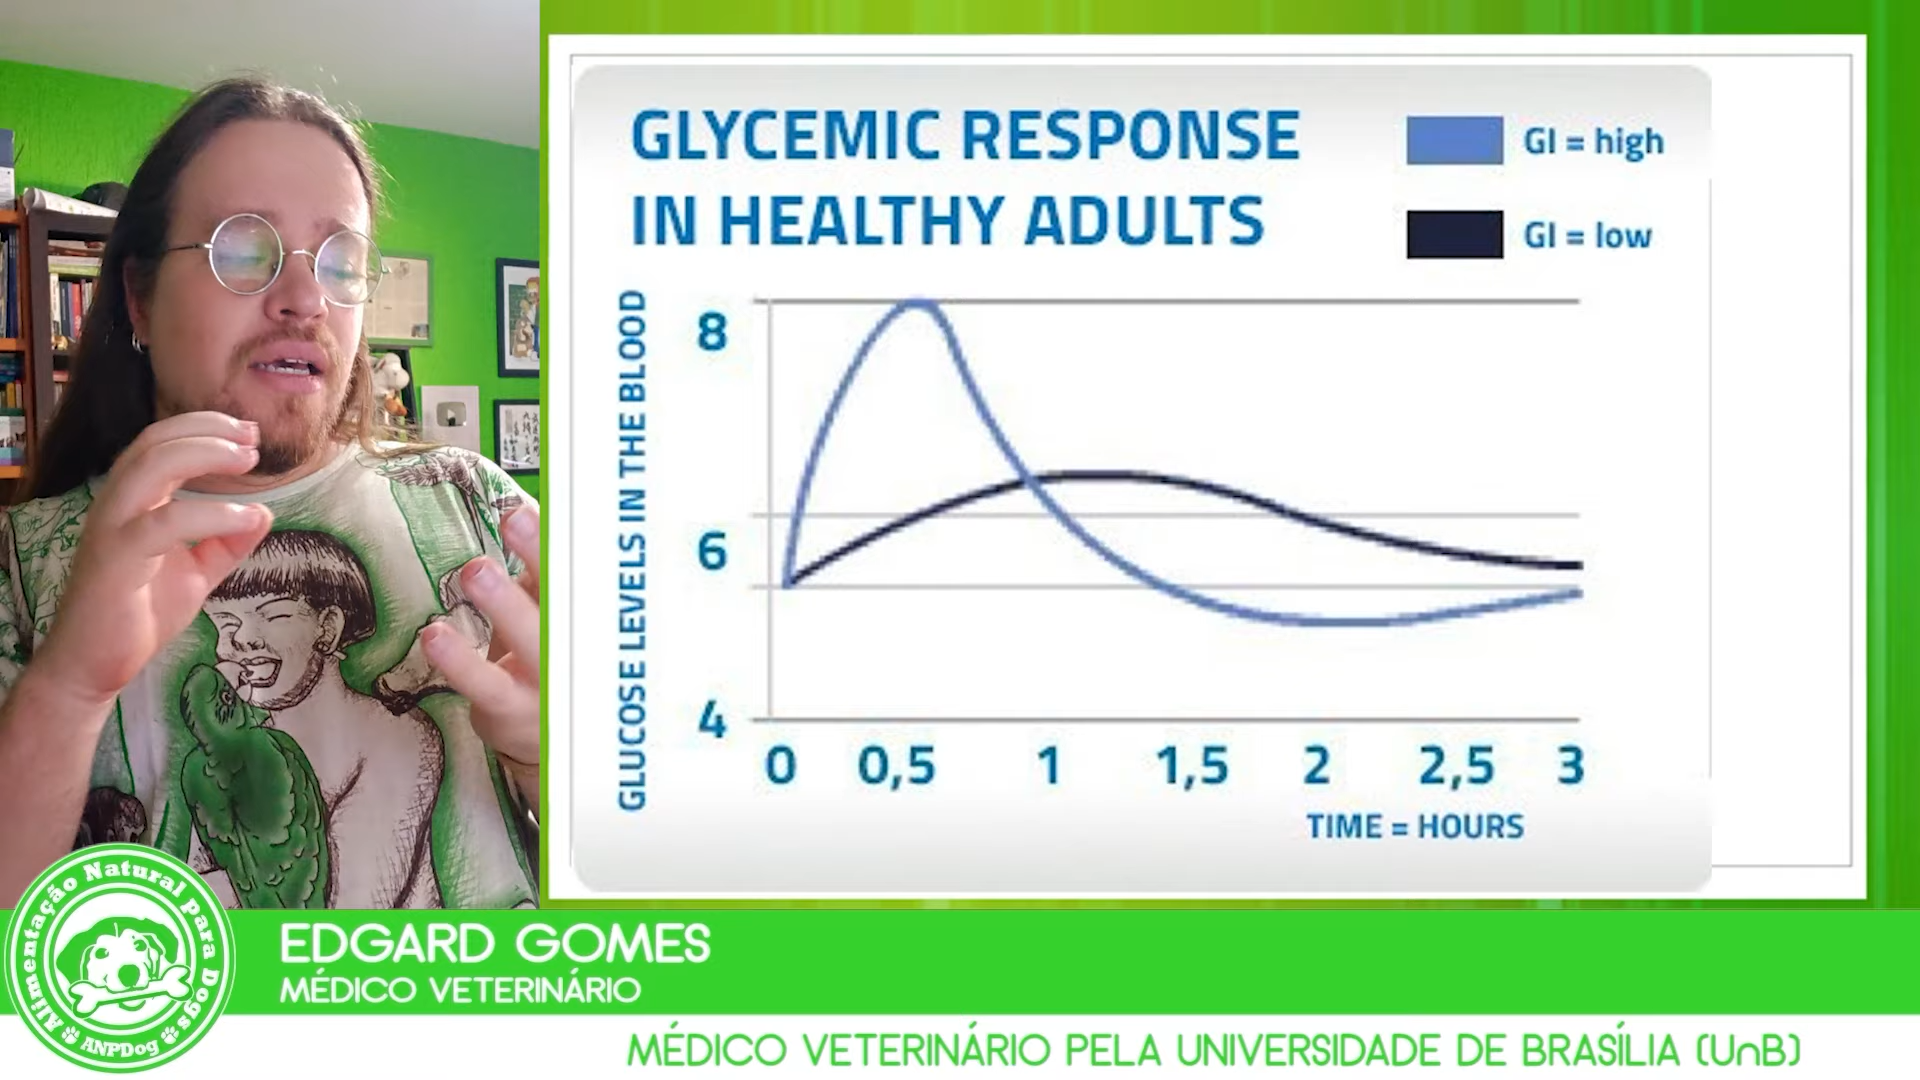 GLYCEMIC RESPONSE
IN HEALTHY ADULTS
GI = high
GI = low
GLUCOSE LEVELS IN THE BLOOD
8
6
4
0 0,5 1 1,5 2 2,5 3
TIME = HOURS
Alimentação Natural para Dogs
ANPDog
EDGARD GOMES
MÉDICO VETERINÁRIO
MÉDICO VETERINÁRIO PELA UNIVERSIDADE DE BRASÍLIA (UnB)